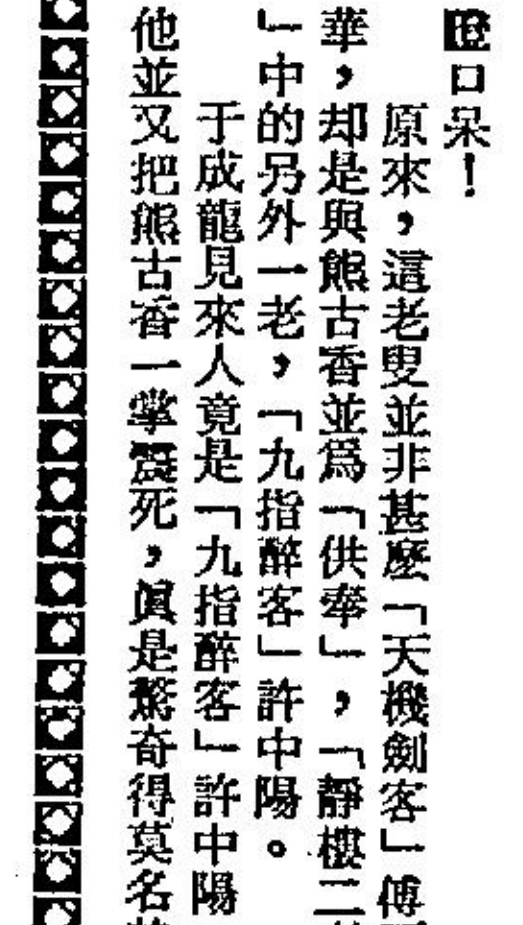 瞪口呆！
原來，這老叟並非甚麽「天機劍客」傅
華，却是與熊古香並爲「供奉」，「靜樓二
」中的另外一老，「九指醉客」許中陽。
于成龍見來人竟是「九指醉客」許中陽
他並又把熊古香一掌震死，眞是驚奇得莫名